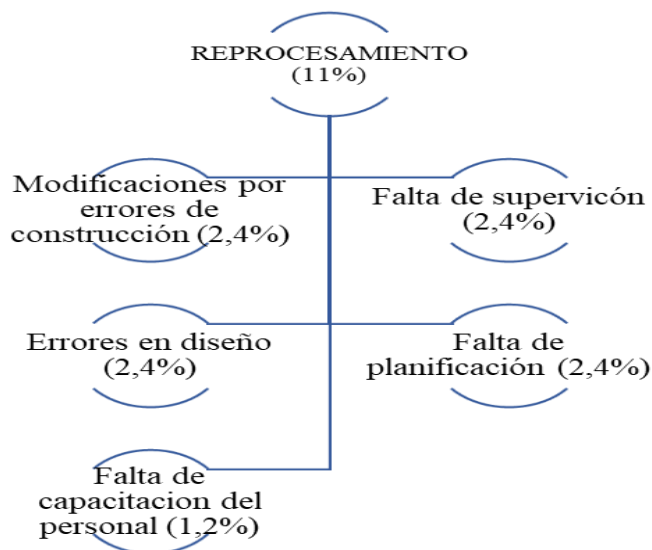 REPROCESAMIENTO
(11%)
Modificaciones por
errores de
construcción (2,4%)
Falta de supervicón
(2,4%)
Errores en diseño
(2,4%)
Falta de
planificación (2,4%)
Falta de
capacitacion del
personal (1,2%)